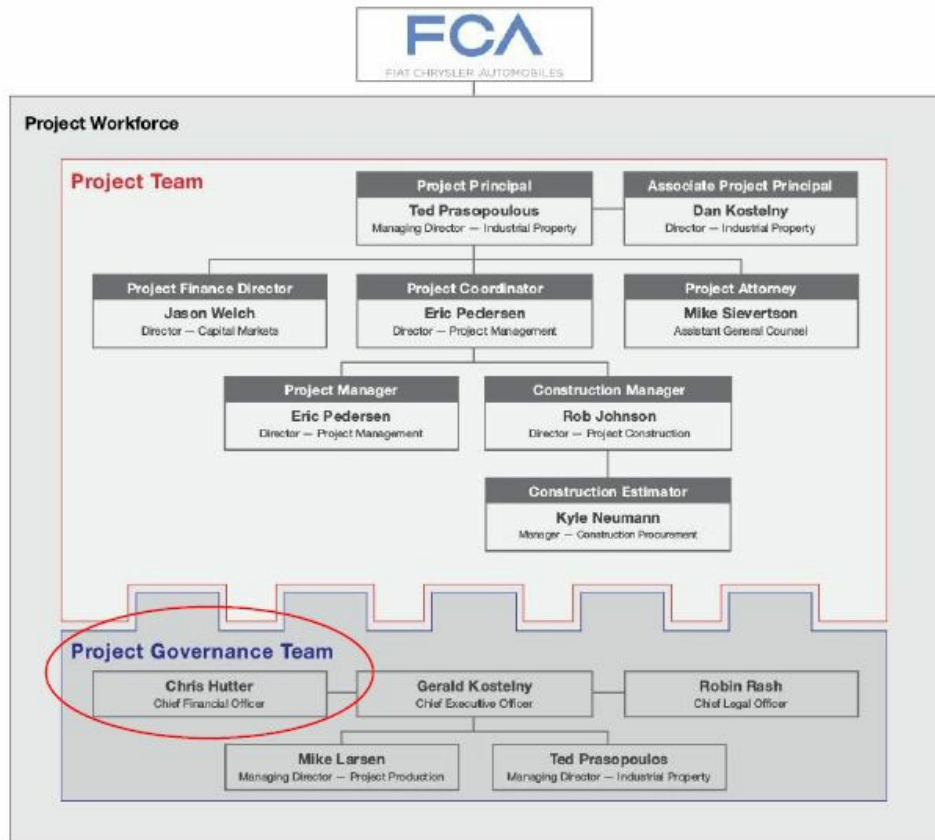 FCA
FIAT CHRYSLER AUTOMOBILES
Project Workforce
Project Team
Project Principal
Ted Prasopoulous
Managing Director — Industrial Property
Associate Project Principal
Dan Kostelny
Director — Industrial Property
Project Finance Director
Jason Welch
Director — Capital Markets
Project Coordinator
Eric Pedersen
Director — Project Management
Project Attorney
Mike Sievertson
Assistant General Counsel
Project Manager
Eric Pedersen
Director — Project Management
Construction Manager
Rob Johnson
Director — Project Construction
Construction Estimator
Kyle Neumann
Manager — Construction Procurement
Project Governance Team
Chris Hutter
Chief Financial Officer
Gerald Kostelny
Chief Executive Officer
Robin Rash
Chief Legal Officer
Mike Larsen
Managing Director — Project Production
Ted Prasopoulos
Managing Director — Industrial Property